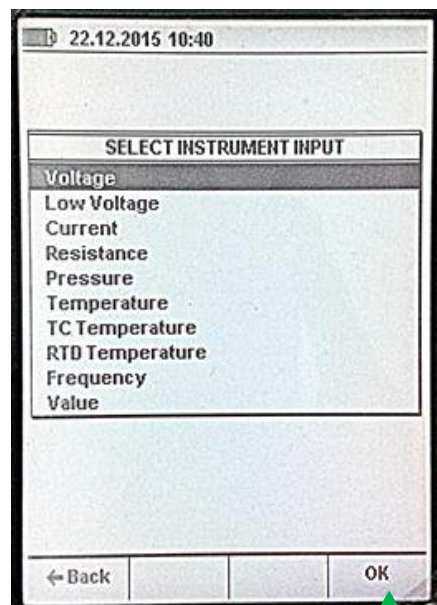 22.12.2015 10:40
SELECT INSTRUMENT INPUT
Voltage
Low Voltage
Current
Resistance
Pressure
Temperature
TC Temperature
RTD Temperature
Frequency
Value
←Back
OK